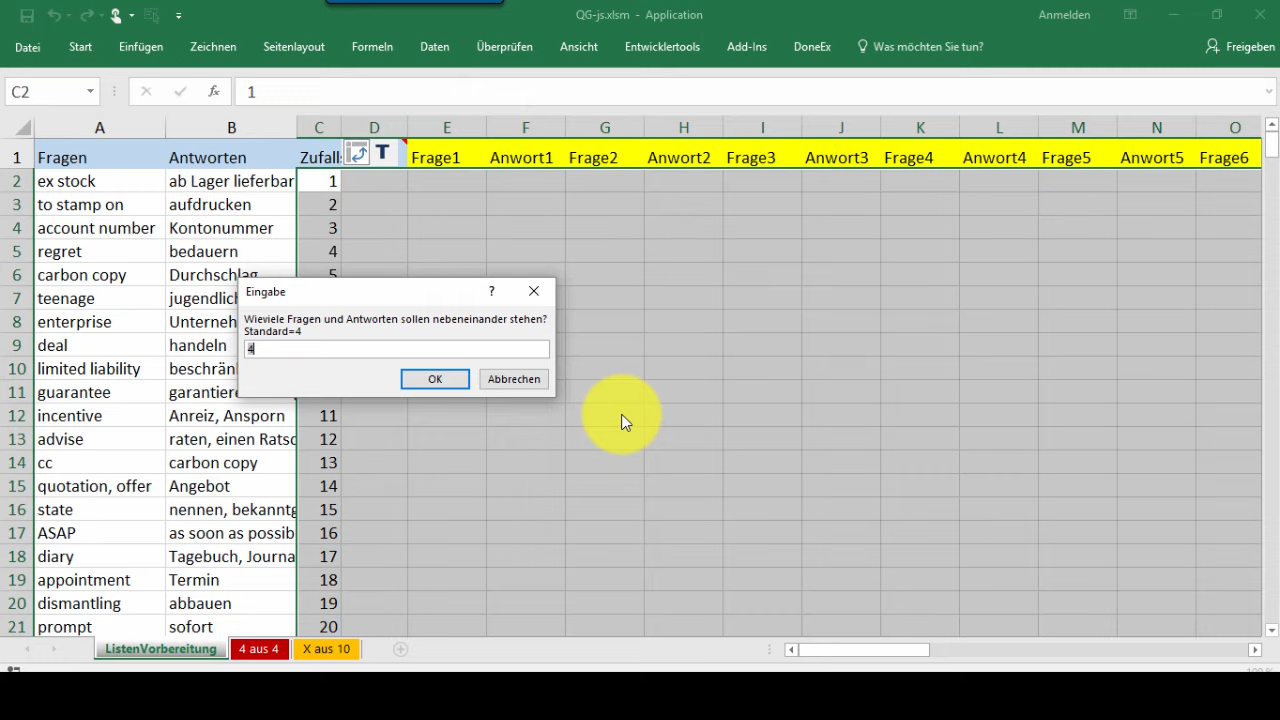 QG-js.xlsm - Application Anmelden
Datei Start Einfügen Zeichnen Seitenlayout Formeln Daten Überprüfen Ansicht Entwicklertools Add-Ins DoneEx Was möchten Sie tun? Freigeben
C2 fx 1
A B C D E F G H I J K L M N O
1 Fragen Antworten Zufall T Frage1 Anwort1 Frage2 Anwort2 Frage3 Anwort3 Frage4 Anwort4 Frage5 Anwort5 Frage6
2 ex stock ab Lager lieferbar 1
3 to stamp on aufdrucken 2
4 account number Kontonummer 3
5 regret bedauern 4
6 carbon copy Durchschlag 5
7 teenage jugendlich
8 enterprise Unterneh
9 deal handeln
10 limited liability beschränk
11 guarantee garantiere
12 incentive Anreiz, Ansporn 11
13 advise raten, einen Ratsc 12
14 cc carbon copy 13
15 quotation, offer Angebot 14
16 state nennen, bekanntg 15
17 ASAP as soon as possib 16
18 diary Tagebuch, Journa 17
19 appointment Termin 18
20 dismantling abbauen 19
21 prompt sofort 20
Eingabe ?
Wieviele Fragen und Antworten sollen nebeneinander stehen?
Standard=4
4
OK Abbrechen
ListenVorbereitung 4 aus 4 X aus 10